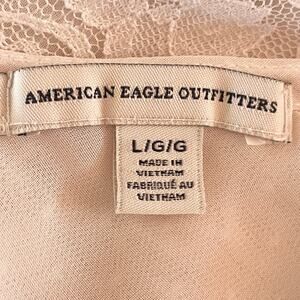 AMERICAN EAGLE OUTFITTERS
L/G/G
MADE IN
VIETNAM
FABRIQUÉ AU
VIETNAM